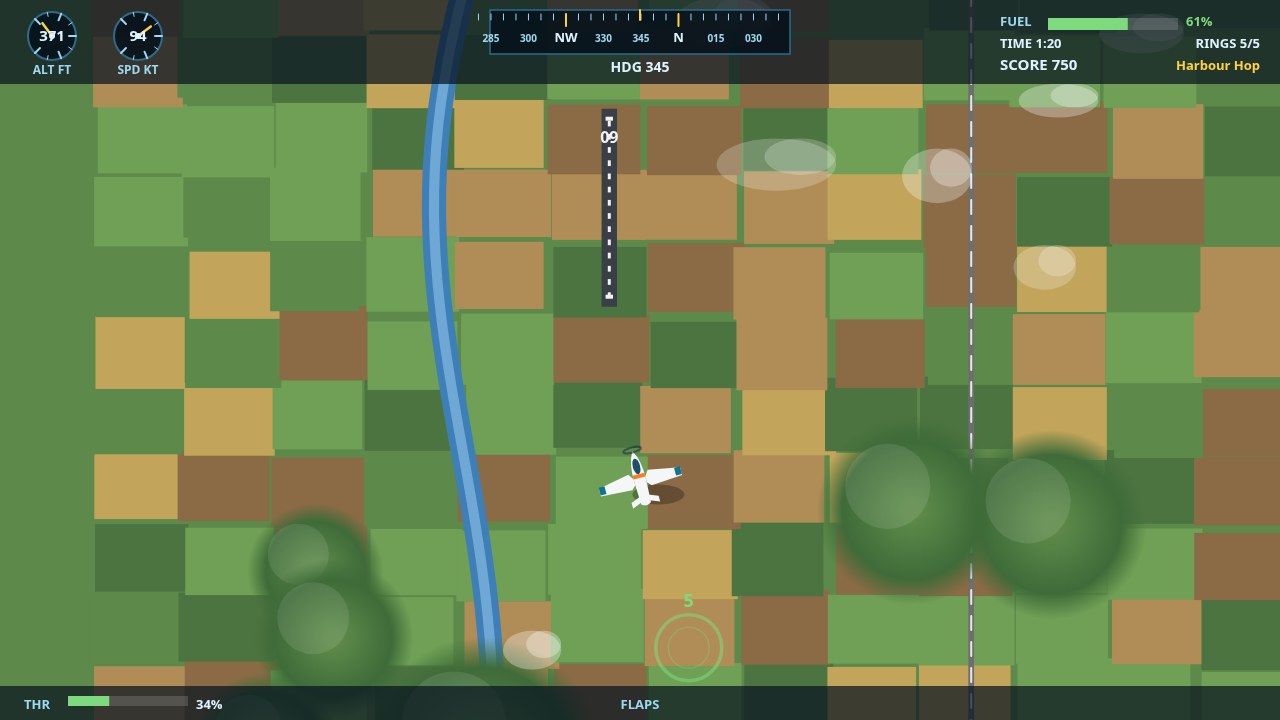 371
ALT FT
94
SPD KT
285 300 NW 330 345 N 015 030
HDG 345
FUEL 61%
TIME 1:20 RINGS 5/5
SCORE 750 Harbour Hop
09
5
THR 34%
FLAPS